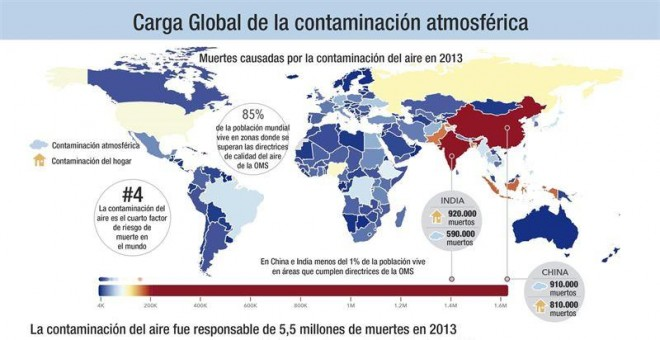 Carga Global de la contaminación atmosférica
Muertes causadas por la contaminación del aire en 2013
85%
de la población mundial
vive en zonas donde se
superan las directrices
de calidad del aire
de la OMS
Contaminación atmosférica
Contaminación del hogar
#4
La contaminación del
aire es el cuarto factor
de riesgo de
muerte en
el mundo
INDIA
920.000
muertos
590.000
muertos
En China e India menos del 1% de la población vive
en áreas que cumplen directrices de la OMS
CHINA
910.000
muertos
810.000
muertos
4K 200K 400K 600K 800K 1M 1.2M 1.4M 1.6M
La contaminación del aire fue responsable de 5,5 millones de muertes en 2013